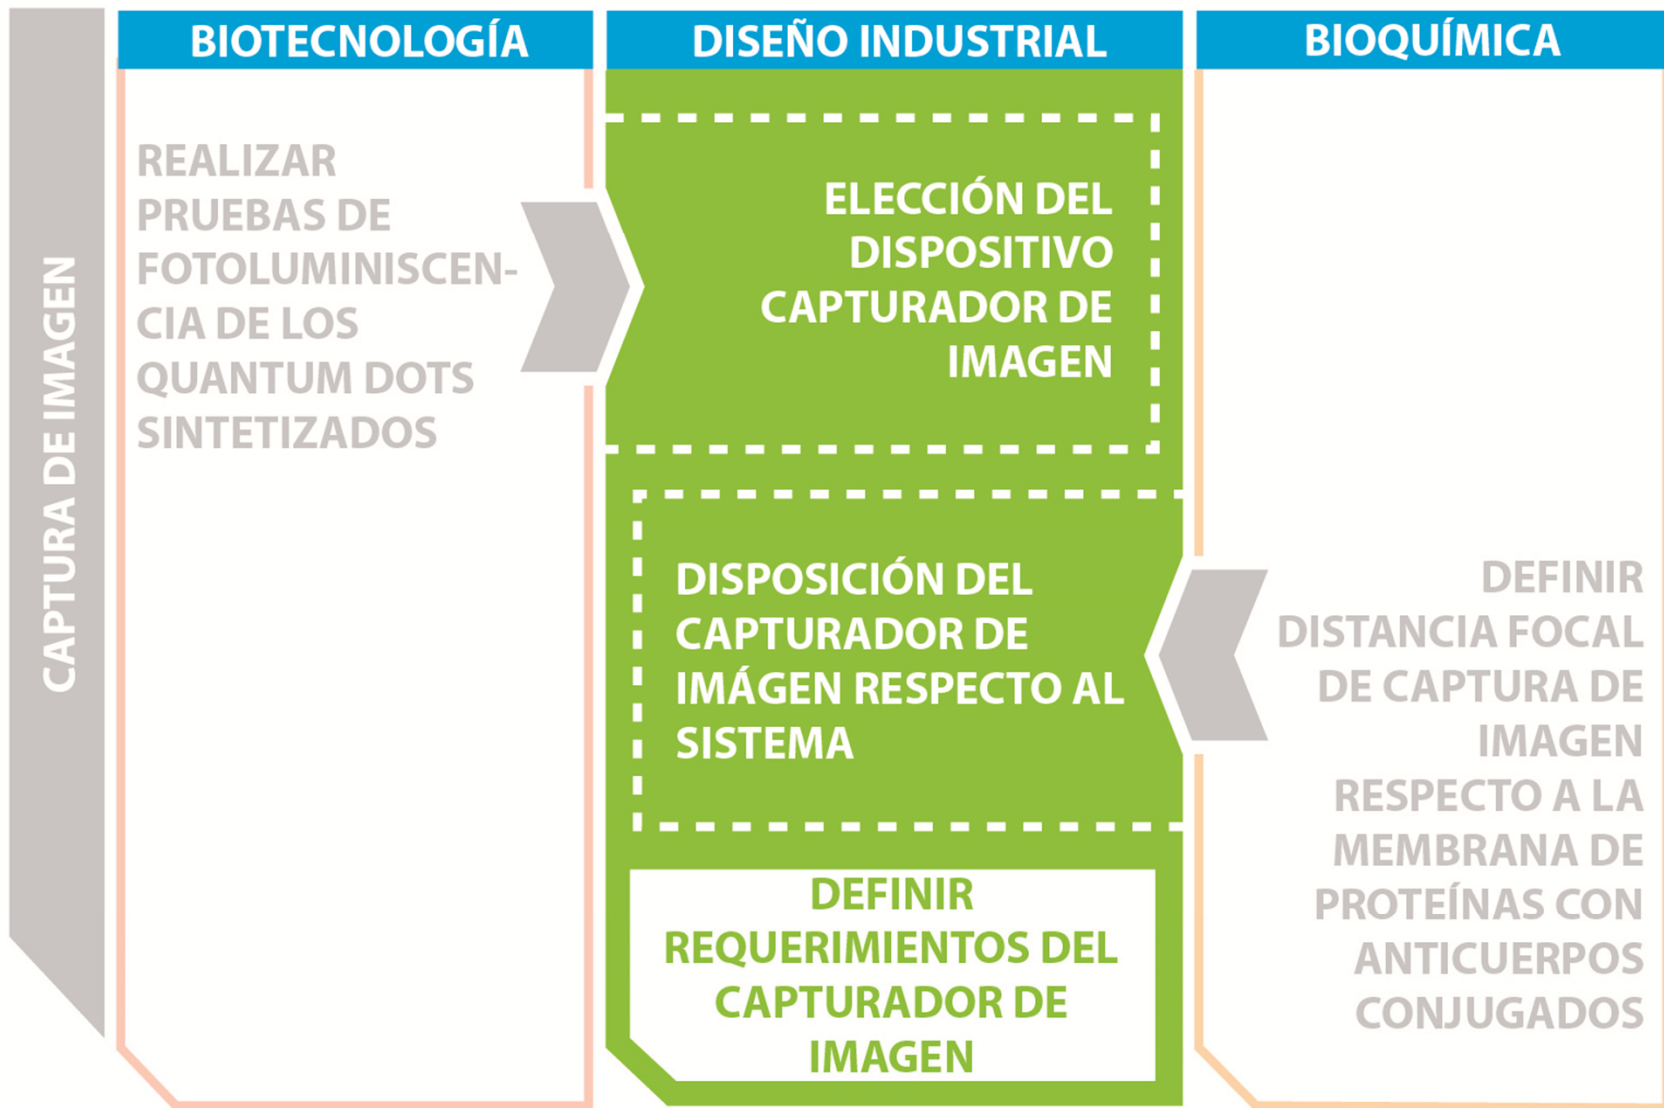 CAPTURA DE IMAGEN
BIOTECNOLOGÍA
REALIZAR
PRUEBAS DE
FOTOLUMINISCEN-
CIA DE LOS
QUANTUM DOTS
SINTETIZADOS
DISEÑO INDUSTRIAL
ELECCIÓN DEL
DISPOSITIVO
CAPTURADOR DE
IMAGEN
DISPOSICIÓN DEL
CAPTURADOR DE
IMÁGEN RESPECTO AL
SISTEMA
DEFINIR
REQUERIMIENTOS DEL
CAPTURADOR DE
IMAGEN
BIOQUÍMICA
DEFINIR
DISTANCIA FOCAL
DE CAPTURA DE
IMAGEN
RESPECTO A LA
MEMBRANA DE
PROTEÍNAS CON
ANTICUERPOS
CONJUGADOS